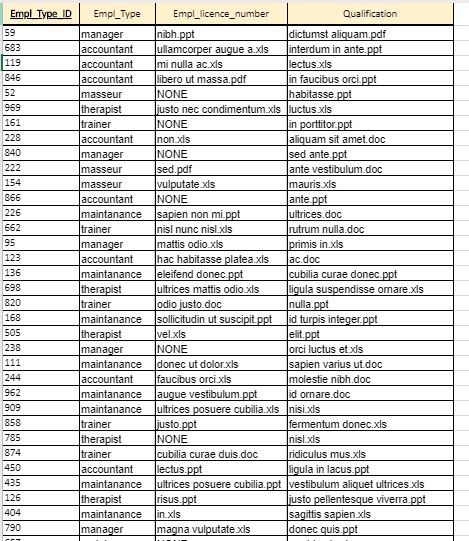 Empl_Type_ID Empl_Type Empl_licence_number Qualification
59 manager nibh.ppt dictumst aliquam.pdf
683 accountant ullamcorper augue a.xls interdum in ante.ppt
119 accountant mi nulla ac.xls lectus.xls
846 accountant libero ut massa.pdf in faucibus orci.ppt
52 masseur NONE habitasse.ppt
969 therapist justo nec condimentum.xls luctus.xls
161 trainer NONE in porttitor.ppt
228 accountant non.xls aliquam sit amet.doc
840 manager NONE sed ante.ppt
222 masseur sed.pdf ante vestibulum.doc
154 masseur vulputate.xls mauris.xls
866 accountant NONE ante.ppt
226 maintanance sapien non mi.ppt ultrices.doc
662 trainer nisl nunc nisl.xls rutrum nulla.doc
95 manager mattis odio.xls primis in.xls
123 accountant hac habitasse platea.xls ac.doc
136 maintanance eleifend donec.ppt cubilia curae donec.ppt
698 therapist ultrices mattis odio.xls ligula suspendisse ornare.xls
820 trainer odio justo.doc nulla.ppt
168 maintanance sollicitudin ut suscipit.ppt id turpis integer.ppt
505 therapist vel.xls elit.ppt
238 manager NONE orci luctus et.xls
111 maintanance donec ut dolor.xls sapien varius ut.doc
244 accountant faucibus orci.xls molestie nibh.doc
962 maintanance augue vestibulum.ppt id ornare.doc
909 maintanance ultrices posuere cubilia.xls nisi.xls
858 trainer justo.ppt fermentum donec.xls
785 therapist NONE nisl.xls
874 trainer cubilia curae duis.doc ridiculus mus.xls
450 accountant lectus.ppt ligula in lacus.ppt
435 maintanance ultrices posuere cubilia.ppt vestibulum aliquet ultrices.xls
126 therapist risus.ppt justo pellentesque viverra.ppt
404 maintanance in.xls sagittis sapien.xls
790 manager magna vulputate.xls donec quis.ppt